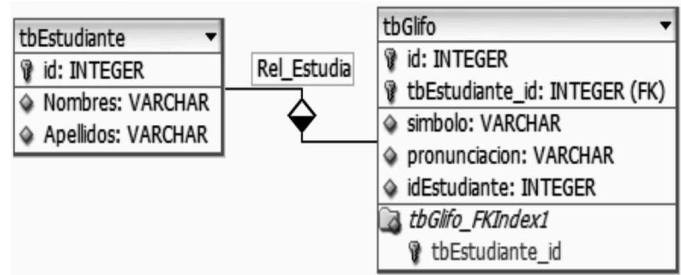 tbEstudiante
id: INTEGER
Nombres: VARCHAR
Apellidos: VARCHAR
Rel_Estudia
tbGlifo
id: INTEGER
tbEstudiante_id: INTEGER (FK)
simbolo: VARCHAR
pronunciacion: VARCHAR
idEstudiante: INTEGER
tbGlifo_FKIndex1
tbEstudiante_id